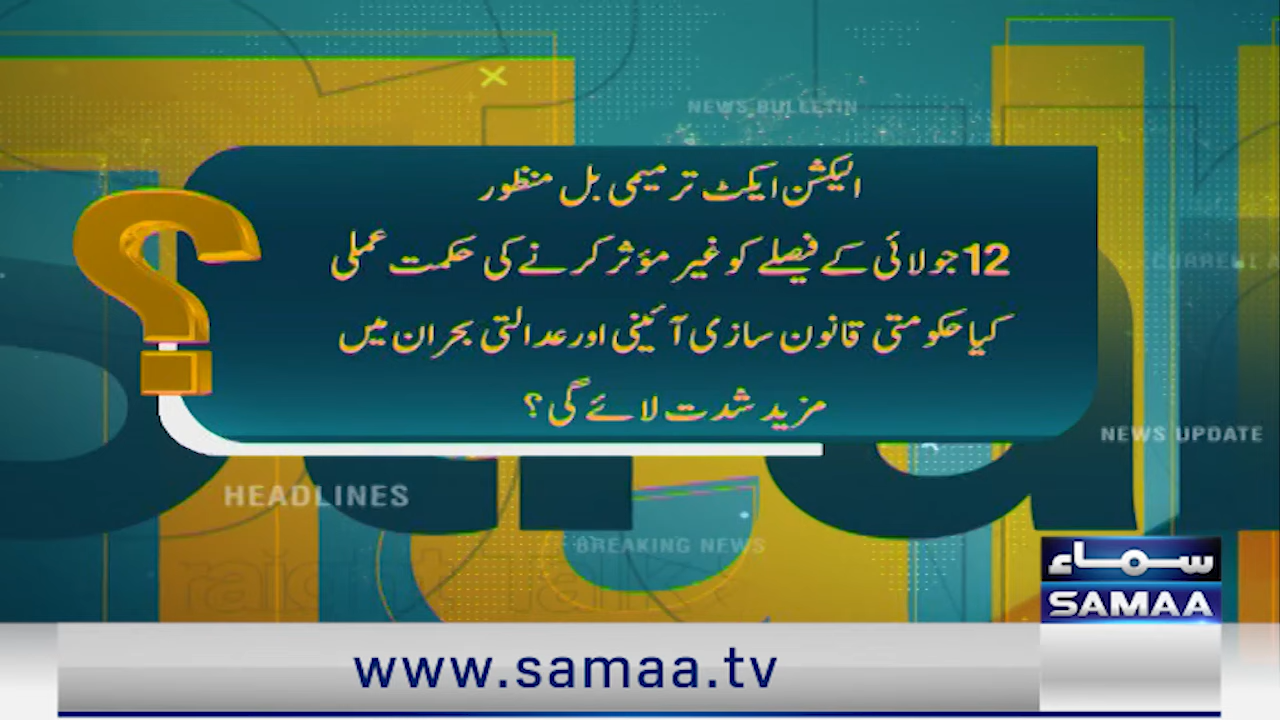 NEWS BULLETIN
الیکشن ایکٹ ترمیمی بل منظور
12 جولائی کے فیصلے کو غیر مؤثر کرنے کی حکمت عملی
کیا حکومتی قانون سازی آئینی اور عدالتی بحران میں
مزید شدت لائے گی؟
NEWS UPDATE
HEADLINES
BREAKING NEWS
سماء
SAMAA
www.samaa.tv